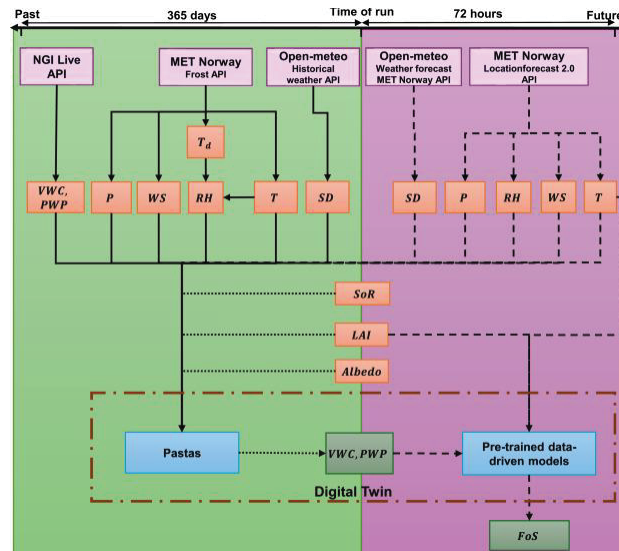 Past
365 days
Time of run
72 hours
Future
NGI Live
API
MET Norway
Frost API
Open-meteo
Historical
weather API
Open-meteo
Weather forecast
MET Norway API
MET Norway
Locationforecast 2.0
API
T_d
VWC,
PWP
P
WS
RH
T
SD
SD
P
RH
WS
T
SoR
LAI
Albedo
Pastas
VWC, PWP
Pre-trained data-
driven models
Digital Twin
FoS